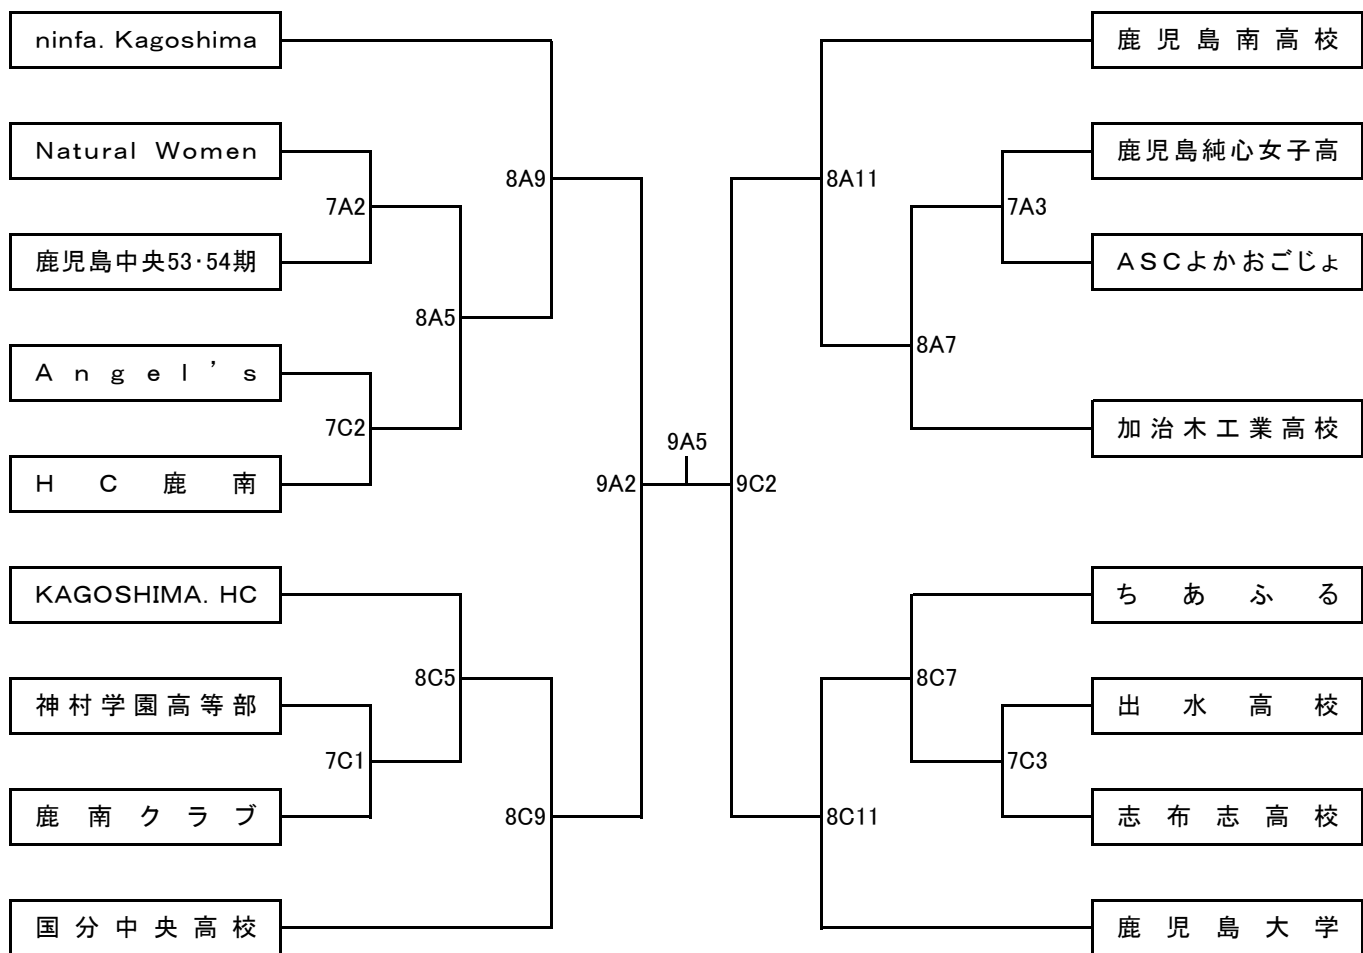 ninfa. Kagoshima
鹿児島南高校
Natural Women
鹿児島純心女子高
8A9
8A11
7A2
7A3
鹿児島中央53・54期
ASCよかおごじょ
8A5
8A7
Angel’s
7C2
加治木工業高校
9A5
HC鹿南
9A2
9C2
KAGOSHIMA. HC
ちあふる
8C5
8C7
神村学園高等部
出水高校
7C1
7C3
鹿南クラブ
8C9
8C11
志布志高校
国分中央高校
鹿児島大学